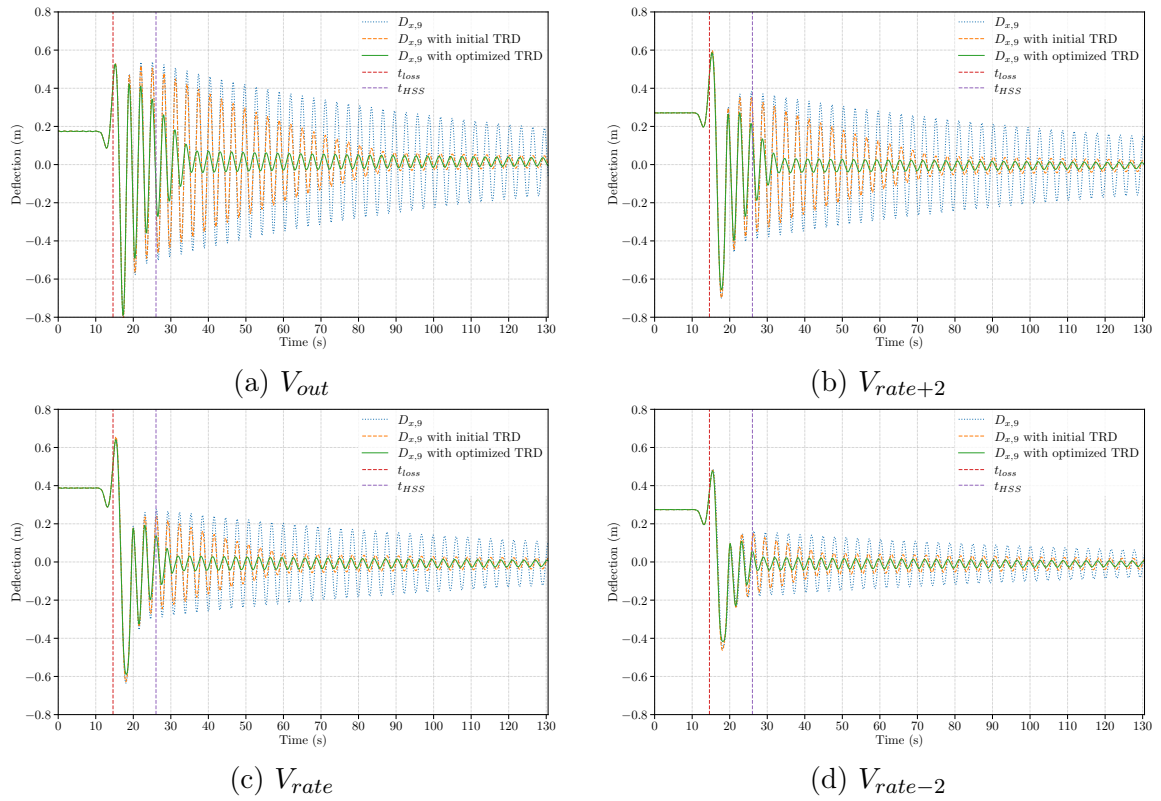 0.8
0.6
0.4
0.2
0.0
−0.2
−0.4
−0.6
−0.8
Deflection (m)
0 10 20 30 40 50 60 70 80 90 100 110 120 130
Time (s)
D_{x,9}
D_{x,9} with initial TRD
D_{x,9} with optimized TRD
t_{loss}
t_{HSS}
(a) V_{out}
0.8
0.6
0.4
0.2
0.0
−0.2
−0.4
−0.6
−0.8
Deflection (m)
0 10 20 30 40 50 60 70 80 90 100 110 120 130
Time (s)
D_{x,9}
D_{x,9} with initial TRD
D_{x,9} with optimized TRD
t_{loss}
t_{HSS}
(b) V_{rate+2}
0.8
0.6
0.4
0.2
0.0
−0.2
−0.4
−0.6
−0.8
Deflection (m)
0 10 20 30 40 50 60 70 80 90 100 110 120 130
Time (s)
D_{x,9}
D_{x,9} with initial TRD
D_{x,9} with optimized TRD
t_{loss}
t_{HSS}
(c) V_{rate}
0.8
0.6
0.4
0.2
0.0
−0.2
−0.4
−0.6
−0.8
Deflection (m)
0 10 20 30 40 50 60 70 80 90 100 110 120 130
Time (s)
D_{x,9}
D_{x,9} with initial TRD
D_{x,9} with optimized TRD
t_{loss}
t_{HSS}
(d) V_{rate−2}